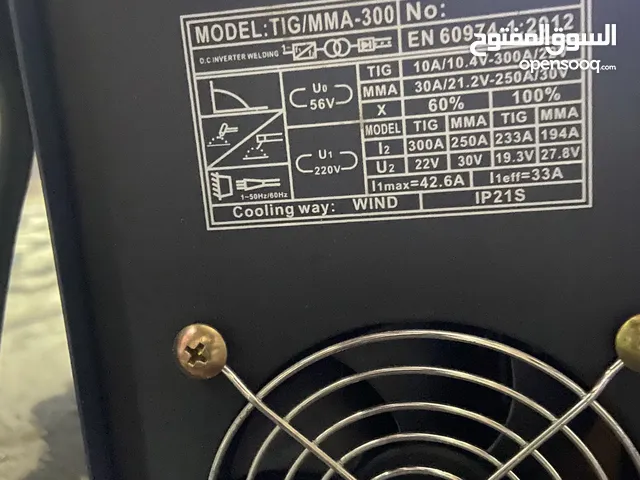 MODEL:TIG/MMA-300 No:
D.C INVERTER WELDING EN 60974-1:2012
السوق المفتوح
opensooq.com
U0 56V TIG 10A/10.4V-300A/22V
MMA 30A/21.2V-250A/30V
X 60% 100%
U1 220V MODEL TIG MMA TIG MMA
I2 300A 250A 233A 194A
U2 22V 30V 19.3V 27.8V
1~50Hz/60Hz I1max=42.6A I1eff=33A
Cooling way: WIND IP21S